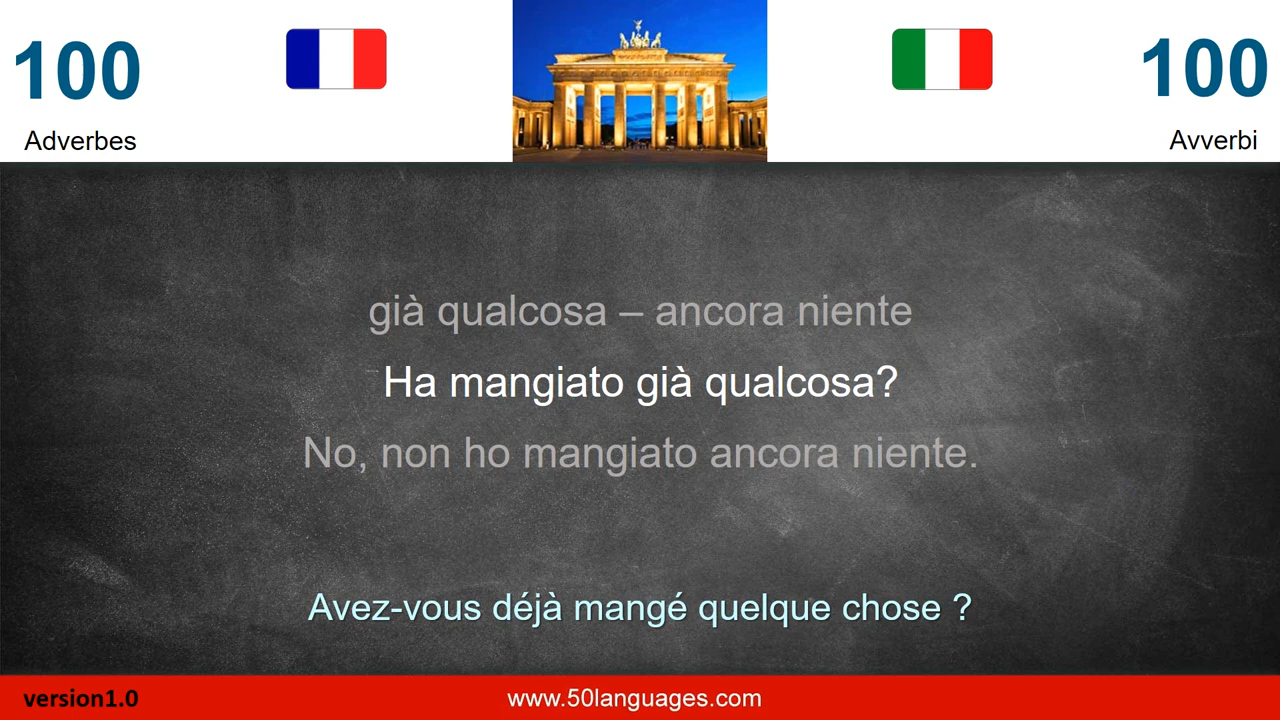 100
100
Adverbes
Avverbi
già qualcosa – ancora niente
Ha mangiato già qualcosa?
No, non ho mangiato ancora niente.
Avez-vous déjà mangé quelque chose ?
version1.0
www.50languages.com